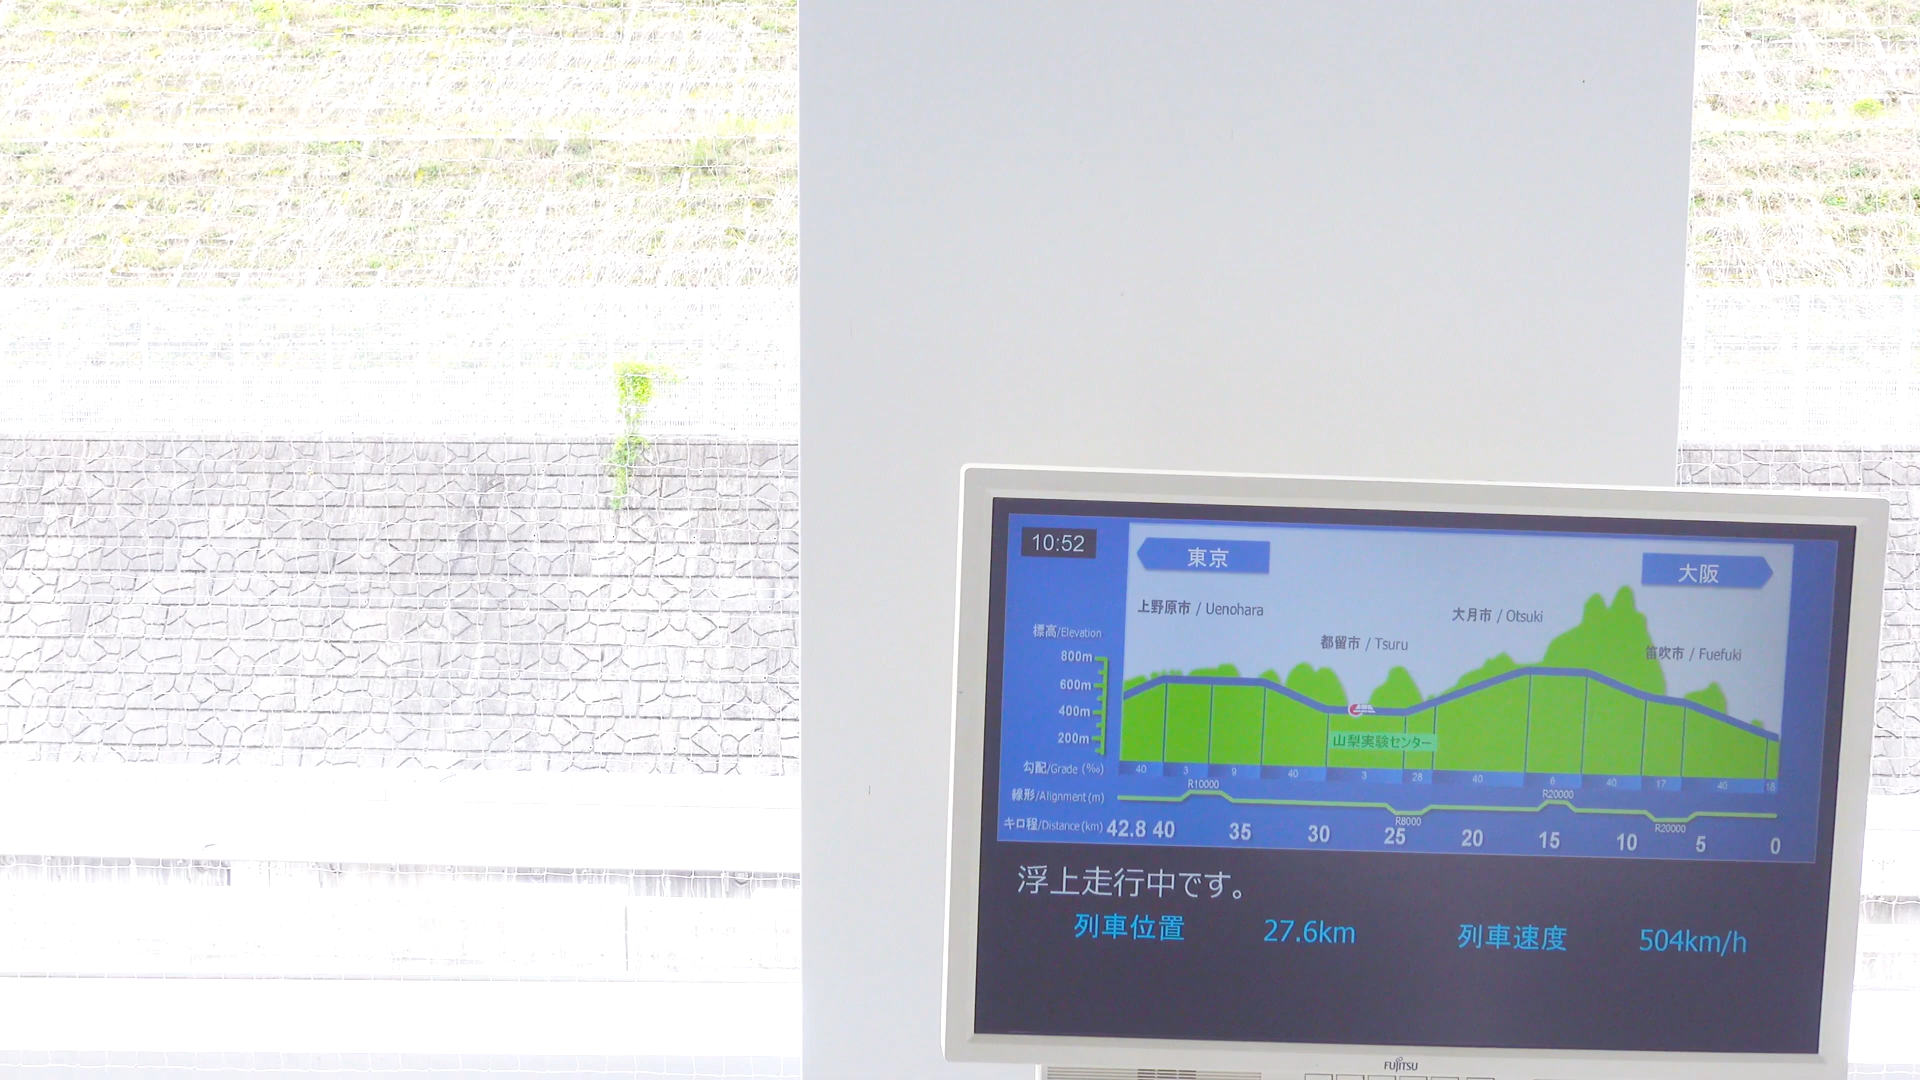 10:52
東京
大阪
上野原市 / Uenohara
大月市 / Otsuki
都留市 / Tsuru
笛吹市 / Fuefuki
標高/Elevation
800m
600m
400m
200m
山梨実験センター
勾配/Grade (‰) 40 3 9 40 3 28 40 6 40 17 40 18
R10000 R20000
線形/Alignment (m)
R8000 R20000
キロ程/Distance (km) 42.8 40 35 30 25 20 15 10 5 0
浮上走行中です。
列車位置 27.6km 列車速度 504km/h
FUJITSU